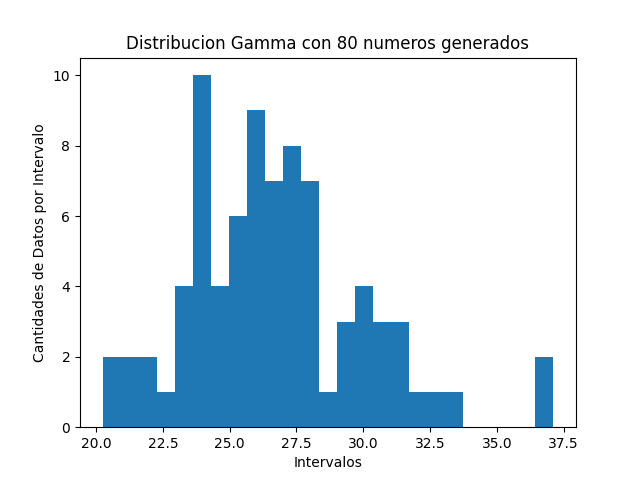 Distribucion Gamma con 80 numeros generados
10
8
6
4
2
0
Cantidades de Datos por Intervalo
20.0 22.5 25.0 27.5 30.0 32.5 35.0 37.5
Intervalos